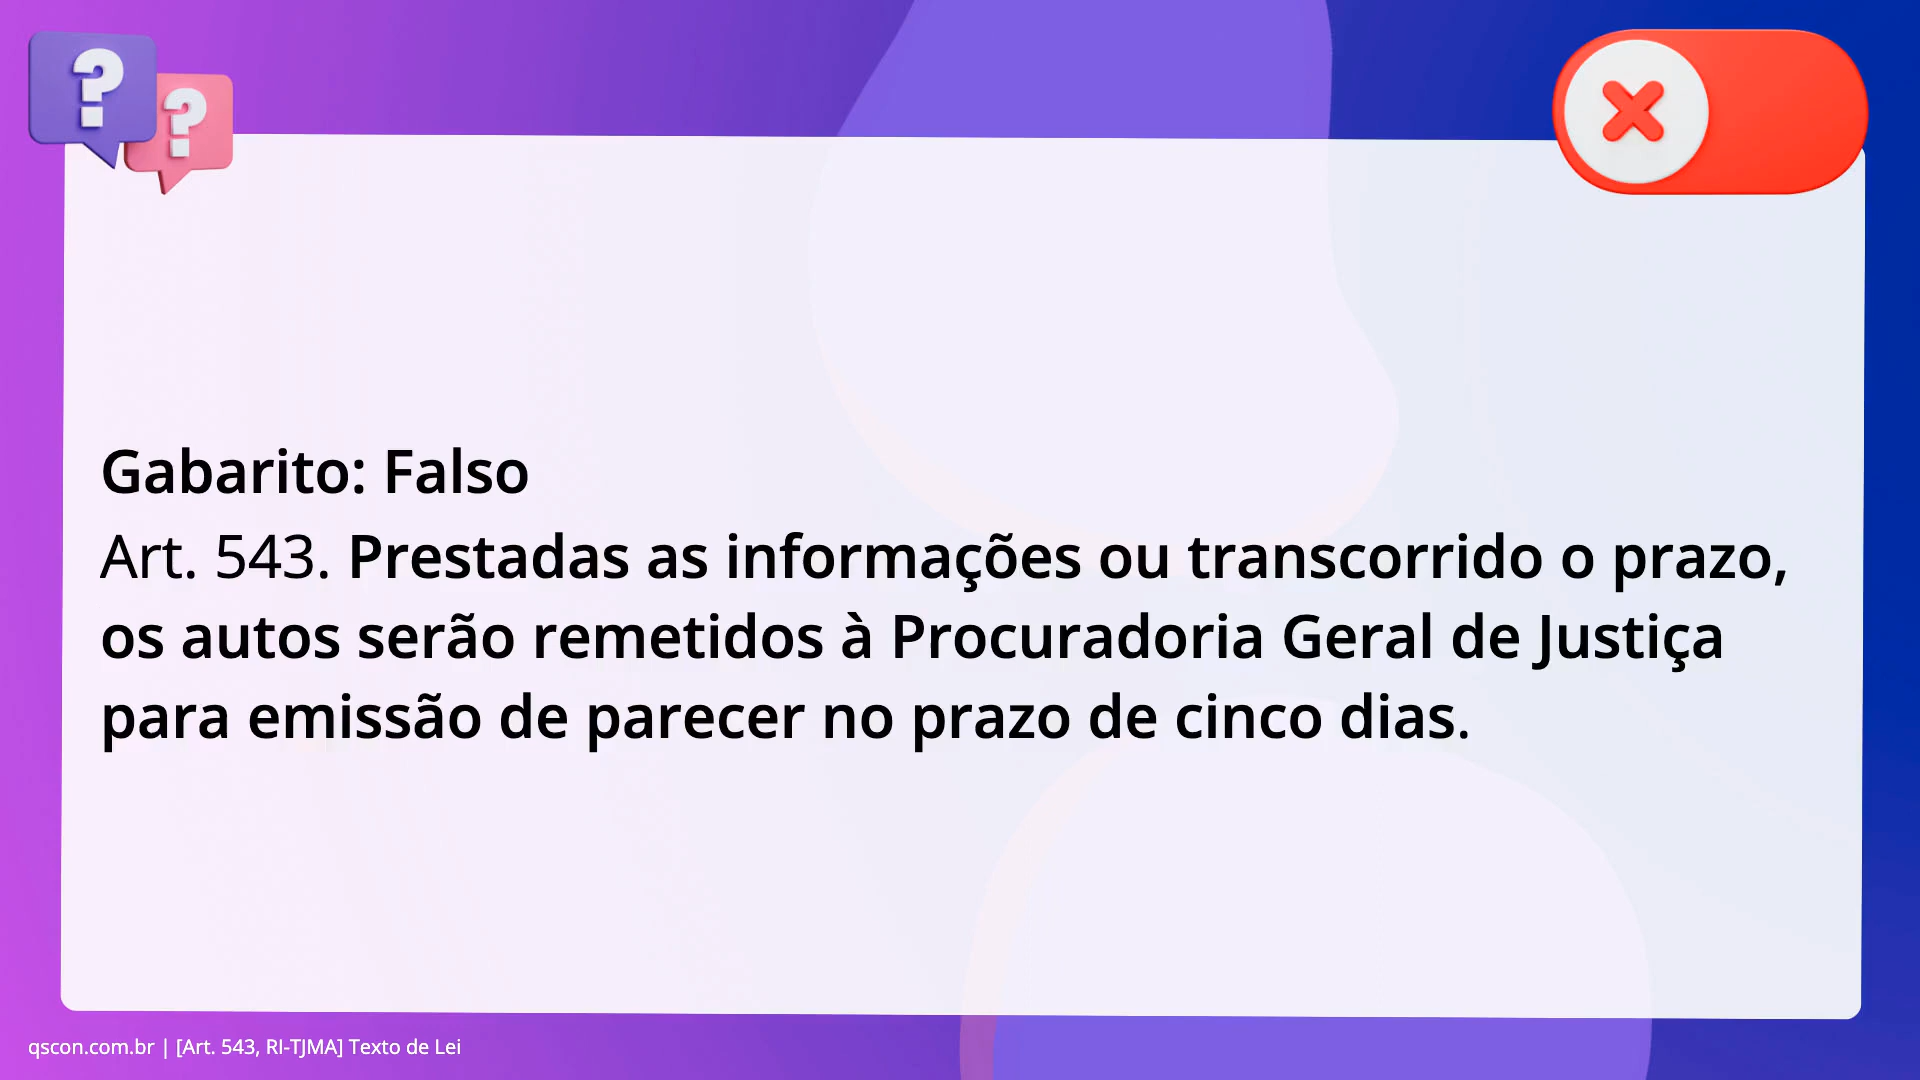 Gabarito: Falso
Art. 543. Prestadas as informações ou transcorrido o prazo,
os autos serão remetidos à Procuradoria Geral de Justiça
para emissão de parecer no prazo de cinco dias.
qscon.com.br | [Art. 543, RI-TJMA] Texto de Lei